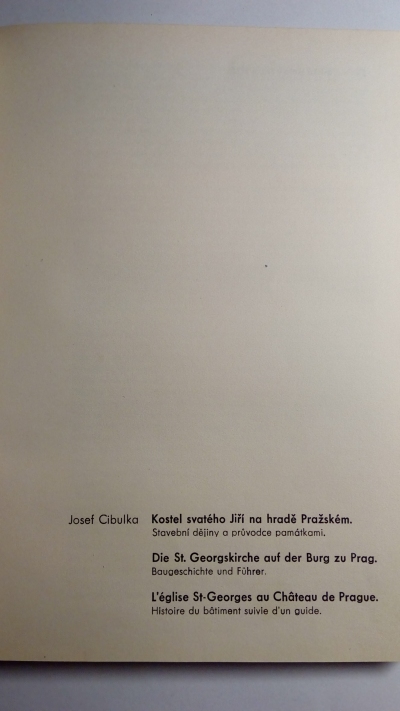 Josef Cibulka Kostel svatého Jiří na hradě Pražském.
Stavební dějiny a průvodce památkami.
Die St. Georgskirche auf der Burg zu Prag.
Baugeschichte und Führer.
L'église St-Georges au Château de Prague.
Histoire du bâtiment suivie d'un guide.